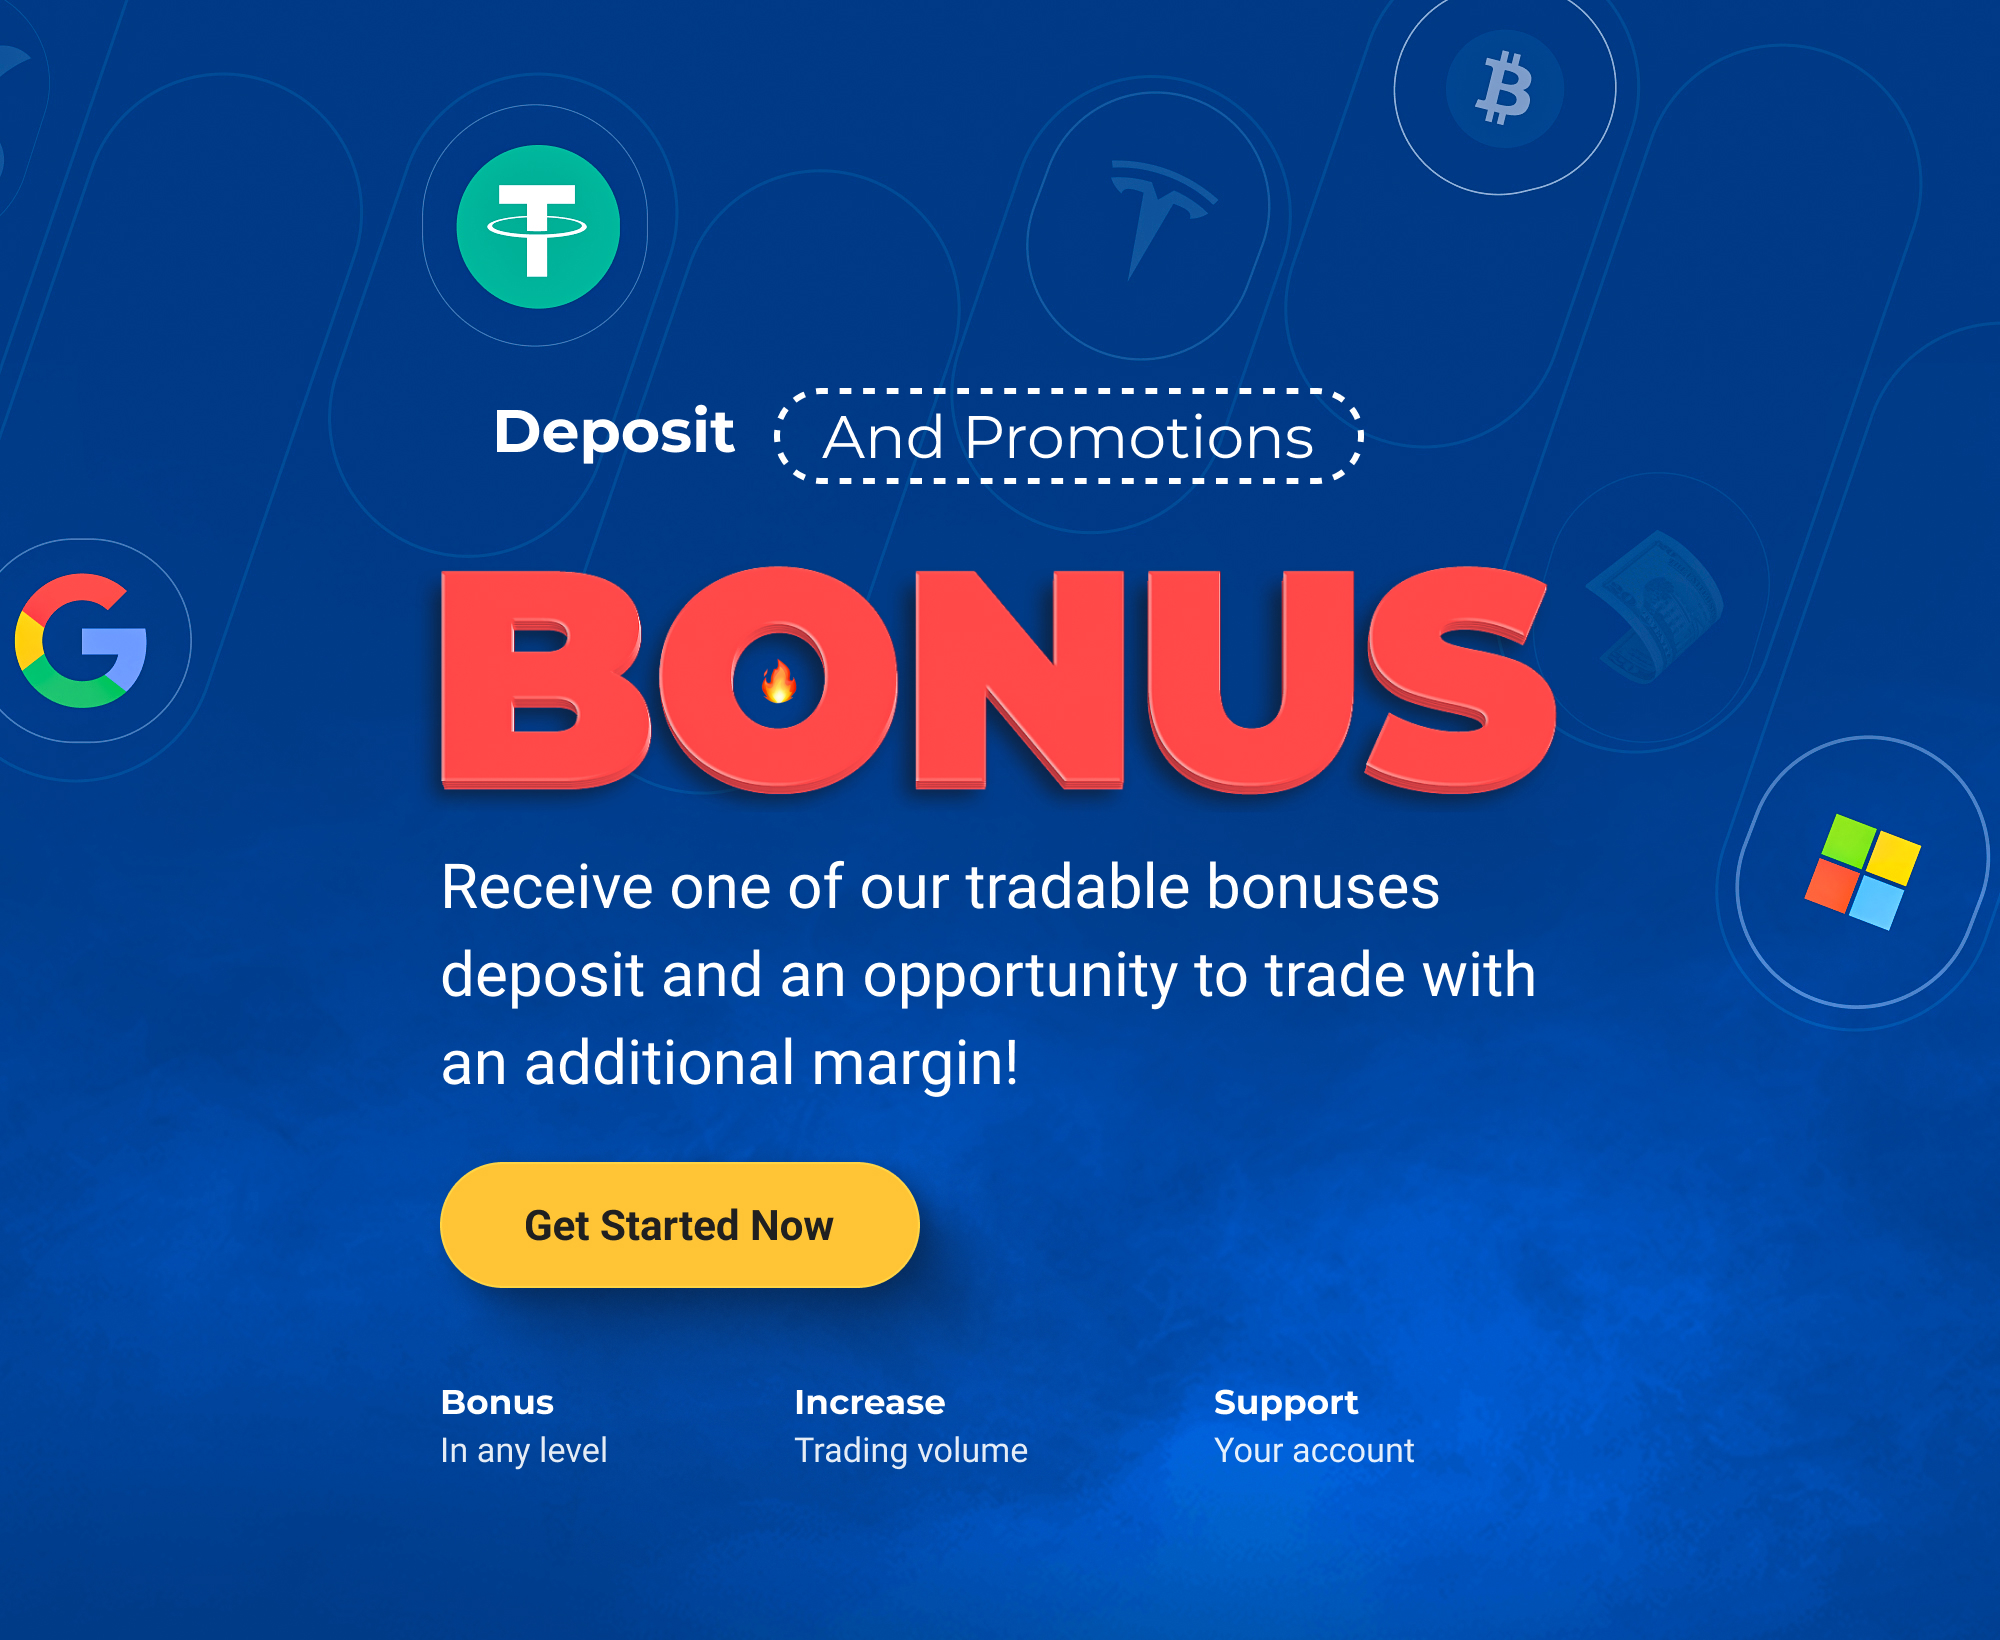 Deposit And Promotions
BONUS
Receive one of our tradable bonuses
deposit and an opportunity to trade with
an additional margin!
Get Started Now
Bonus Increase Support
In any level Trading volume Your account